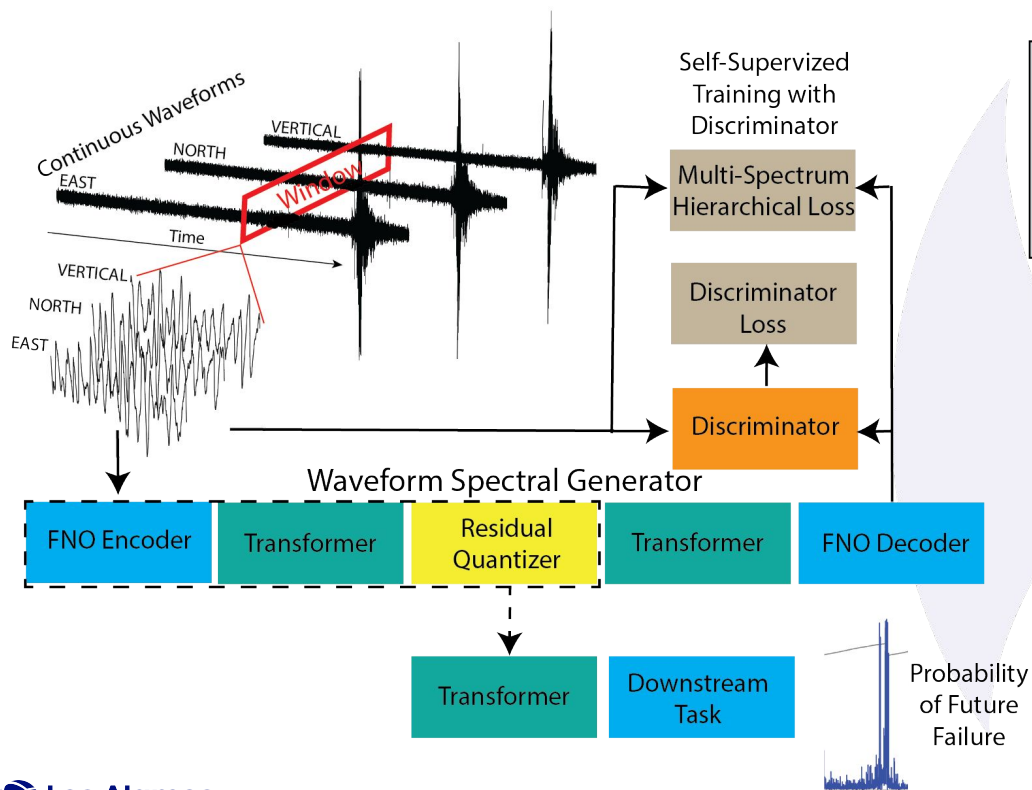 Continuous Waveforms
VERTICAL
NORTH
EAST
Window
Time
VERTICAL
NORTH
EAST
Self-Supervized
Training with
Discriminator
Multi-Spectrum
Hierarchical Loss
Discriminator
Loss
Discriminator
Waveform Spectral Generator
FNO Encoder
Transformer
Residual
Quantizer
Transformer
FNO Decoder
Transformer
Downstream
Task
Probability
of Future
Failure